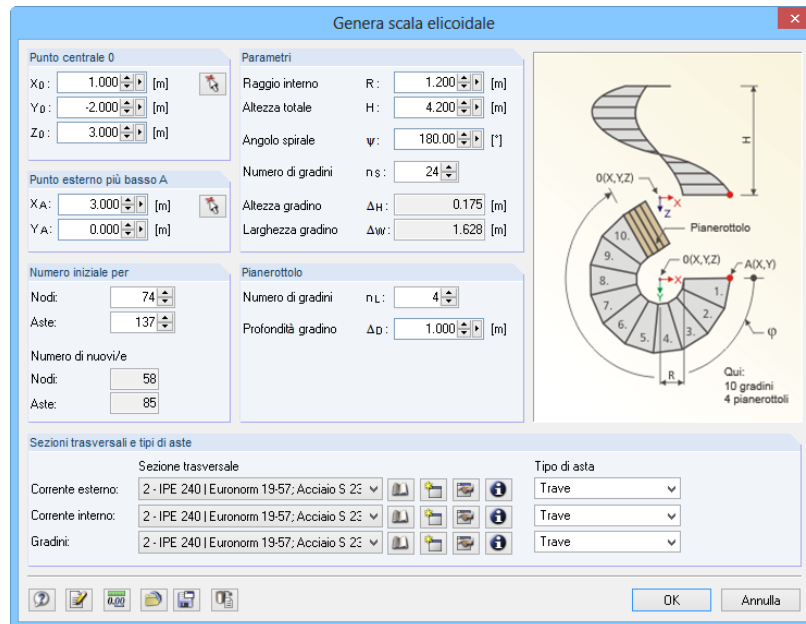 Genera scala elicoidale
Punto centrale 0
X0 : 1.000 [m]
Y0 : -2.000 [m]
Z0 : 3.000 [m]
Punto esterno più basso A
XA : 3.000 [m]
YA : 0.000 [m]
Numero iniziale per
Nodi: 74
Aste: 137
Numero di nuovi/e
Nodi: 58
Aste: 85
Parametri
Raggio interno R : 1.200 [m]
Altezza totale H : 4.200 [m]
Angolo spirale ψ : 180.00 [°]
Numero di gradini nS : 24
Altezza gradino ΔH : 0.175 [m]
Larghezza gradino ΔW : 1.628 [m]
Pianerottolo
Numero di gradini nL : 4
Profondità gradino ΔD : 1.000 [m]
H
0(X,Y,Z)
X
Z
Pianerottolo
0(X,Y,Z)
A(X,Y)
X
Y
1.
2.
3.
4.
5.
6.
7.
8.
9.
10.
φ
R
Qui:
10 gradini
4 pianerottoli
Sezioni trasversali e tipi di aste
Sezione trasversale Tipo di asta
Corrente esterno: 2 - IPE 240 | Euronorm 19-57; Acciaio S 23 Trave
Corrente interno: 2 - IPE 240 | Euronorm 19-57; Acciaio S 23 Trave
Gradini: 2 - IPE 240 | Euronorm 19-57; Acciaio S 23 Trave
0.00
OK Annulla